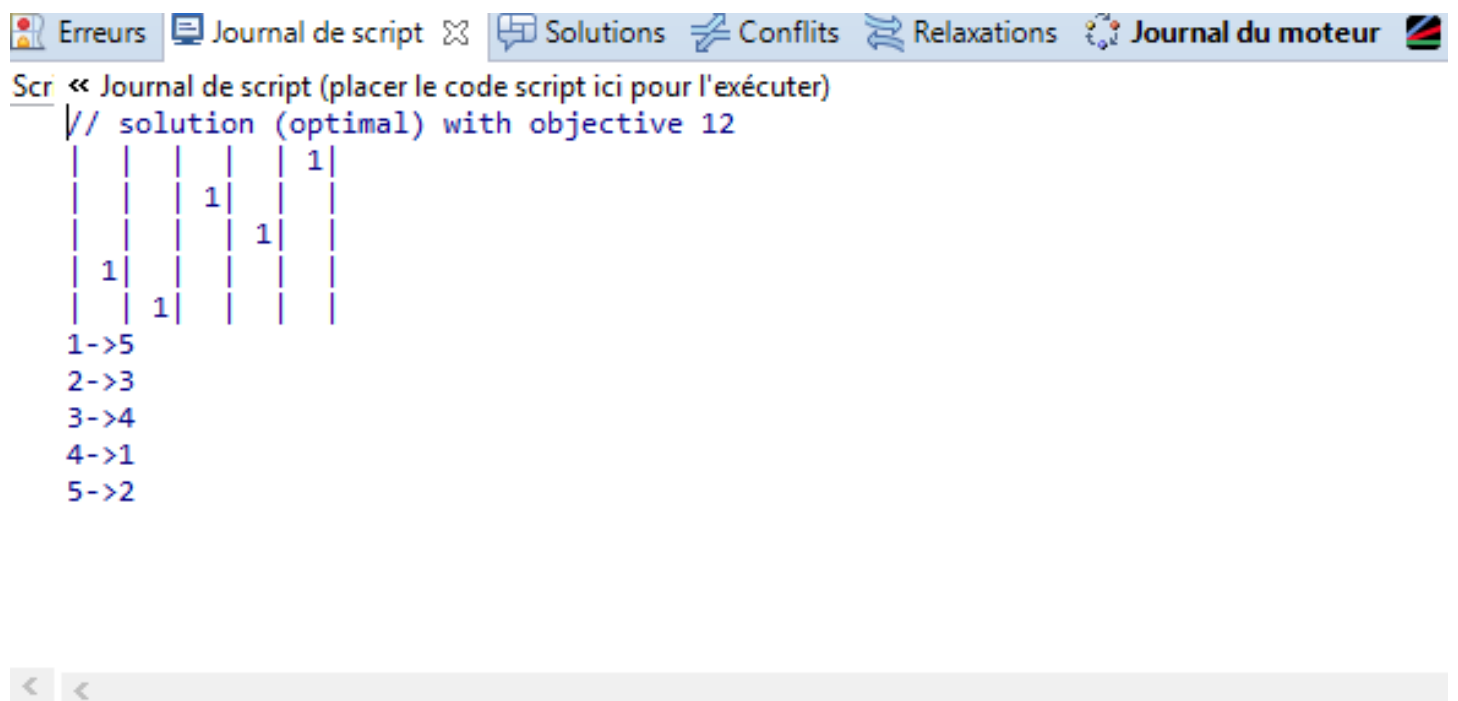 Erreurs Journal de script Solutions Conflits Relaxations Journal du moteur
Scr « Journal de script (placer le code script ici pour l'exécuter)
// solution (optimal) with objective 12
|  |  |  |  | 1|
|  |  | 1|  |  |
|  |  |  | 1|  |
| 1|  |  |  |  |
|  | 1|  |  |  |
1->5
2->3
3->4
4->1
5->2